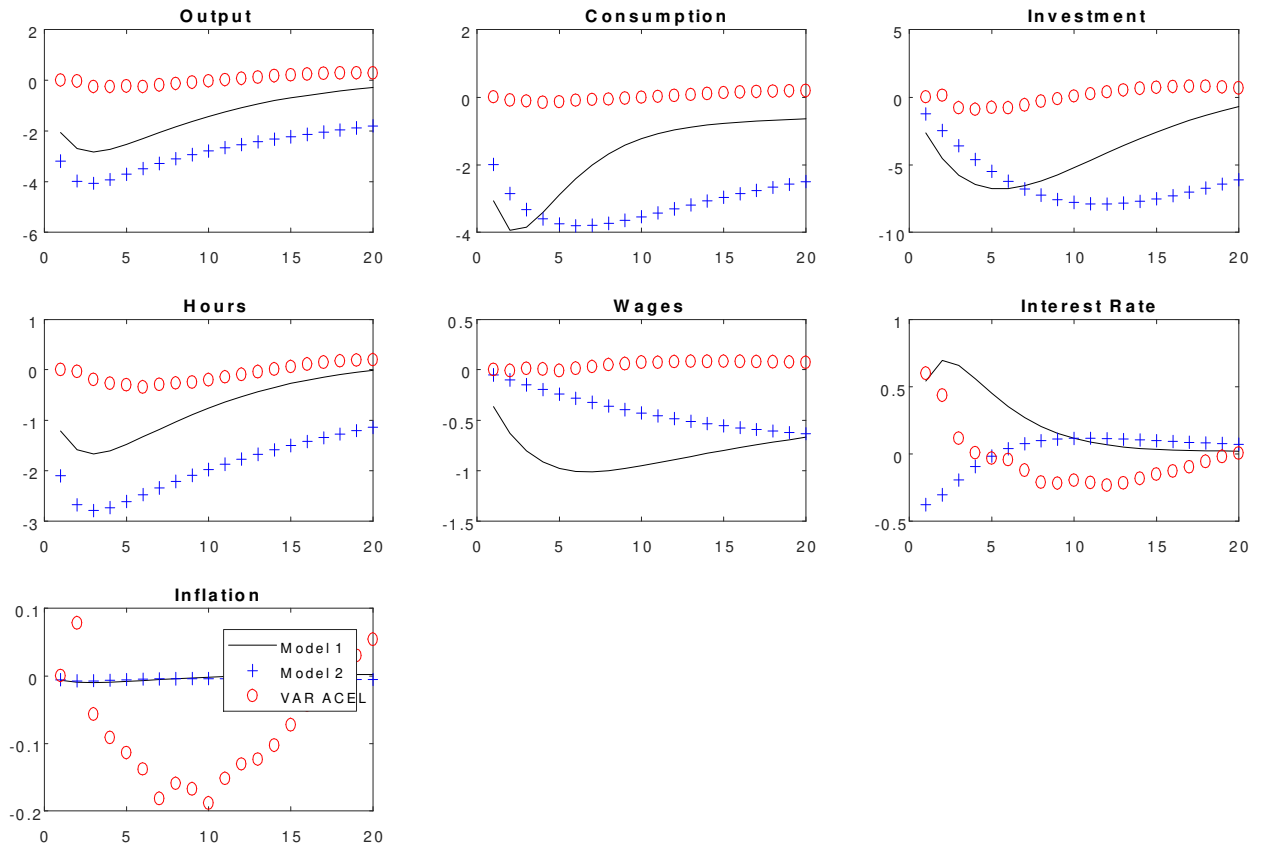 Output
2
0
-2
-4
-6
0 5 10 15 20
Consumption
2
0
-2
-4
0 5 10 15 20
Investment
5
0
-5
-10
0 5 10 15 20
Hours
1
0
-1
-2
-3
0 5 10 15 20
Wages
0.5
0
-0.5
-1
-1.5
0 5 10 15 20
Interest Rate
1
0.5
0
-0.5
0 5 10 15 20
Inflation
0.1
0
-0.1
-0.2
0 5 10 15 20
Model 1
Model 2
VAR ACEL